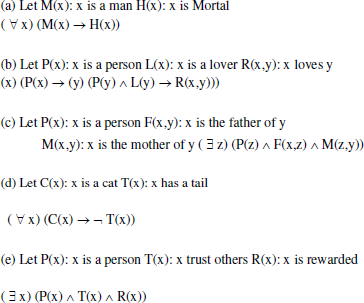 (a) Let M(x): x is a man H(x): x is Mortal
( ∀ x) (M(x) → H(x))
(b) Let P(x): x is a person L(x): x is a lover R(x,y): x loves y
(x) (P(x) → (y) (P(y) ∧ L(y) → R(x,y)))
(c) Let P(x): x is a person F(x,y): x is the father of y
M(x,y): x is the mother of y ( ∃ z) (P(z) ∧ F(x,z) ∧ M(z,y))
(d) Let C(x): x is a cat T(x): x has a tail
( ∀ x) (C(x) → ¬ T(x))
(e) Let P(x): x is a person T(x): x trust others R(x): x is rewarded
( ∃ x) (P(x) ∧ T(x) ∧ R(x))